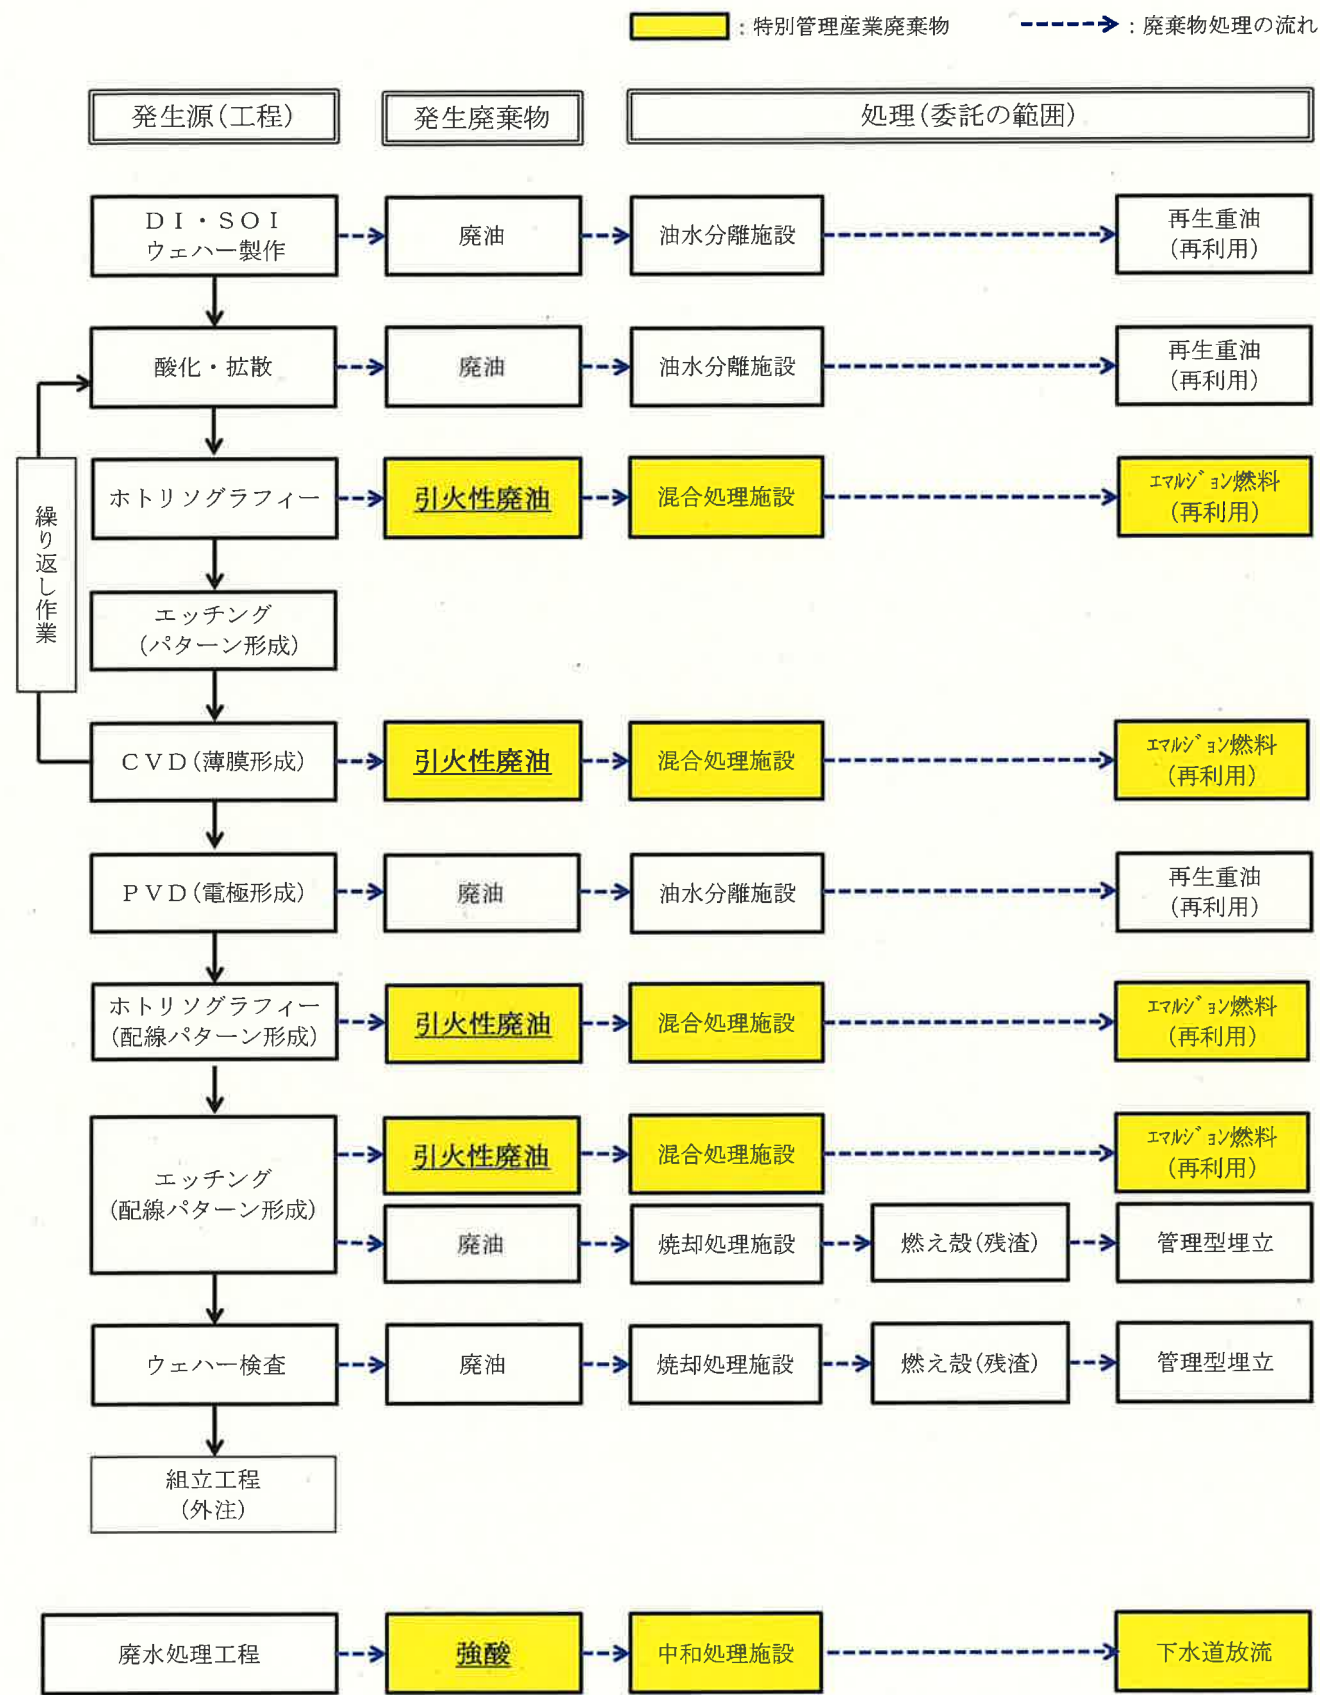 ：特別管理産業廃棄物
：廃棄物処理の流れ
発生源(工程)
発生廃棄物
処理(委託の範囲)
ＤＩ・ＳＯＩ
ウェハー製作
廃油
油水分離施設
再生重油
(再利用)
酸化・拡散
廃油
油水分離施設
再生重油
(再利用)
繰り返し作業
ホトリソグラフィー
引火性廃油
混合処理施設
ｴﾏﾙｼﾞｮﾝ燃料
(再利用)
エッチング
(パターン形成)
ＣＶＤ(薄膜形成)
引火性廃油
混合処理施設
ｴﾏﾙｼﾞｮﾝ燃料
(再利用)
ＰＶＤ(電極形成)
廃油
油水分離施設
再生重油
(再利用)
ホトリソグラフィー
(配線パターン形成)
引火性廃油
混合処理施設
ｴﾏﾙｼﾞｮﾝ燃料
(再利用)
エッチング
(配線パターン形成)
引火性廃油
混合処理施設
ｴﾏﾙｼﾞｮﾝ燃料
(再利用)
廃油
焼却処理施設
燃え殻(残渣)
管理型埋立
ウェハー検査
廃油
焼却処理施設
燃え殻(残渣)
管理型埋立
組立工程
(外注)
廃水処理工程
強酸
中和処理施設
下水道放流